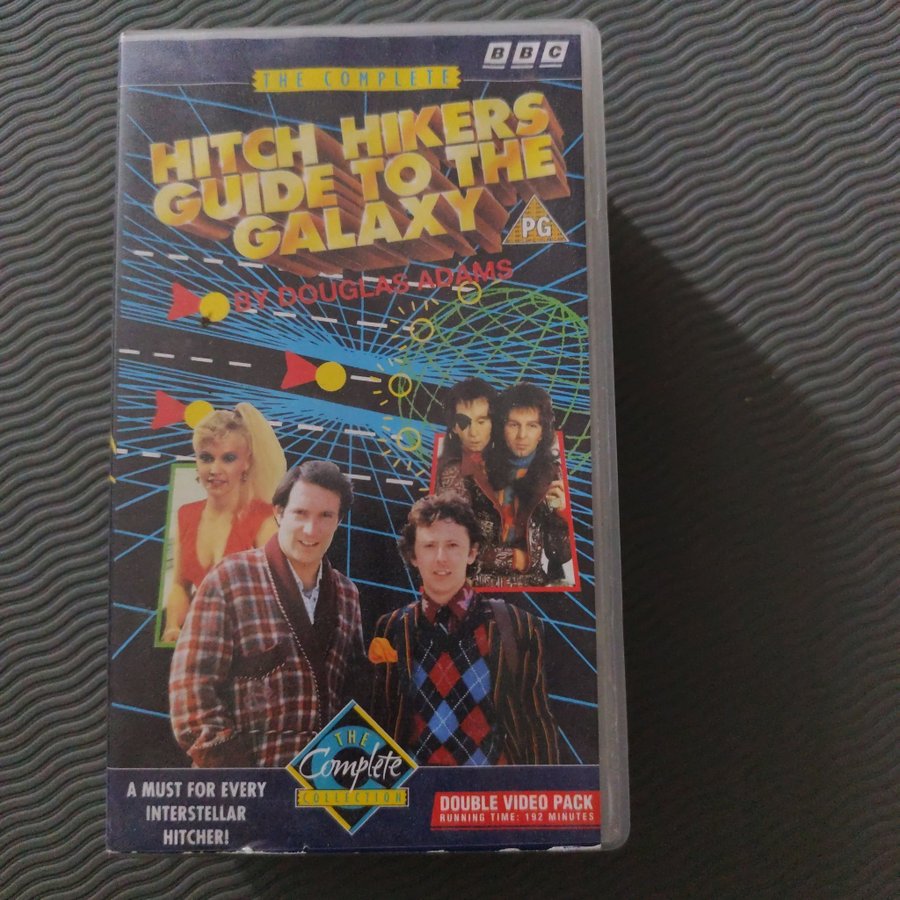 BBC
THE COMPLETE
HITCH HIKERS
GUIDE TO THE
GALAXY
PG
BY DOUGLAS ADAMS
THE
Complete
COLLECTION
A MUST FOR EVERY
INTERSTELLAR
HITCHER!
DOUBLE VIDEO PACK
RUNNING TIME: 192 MINUTES